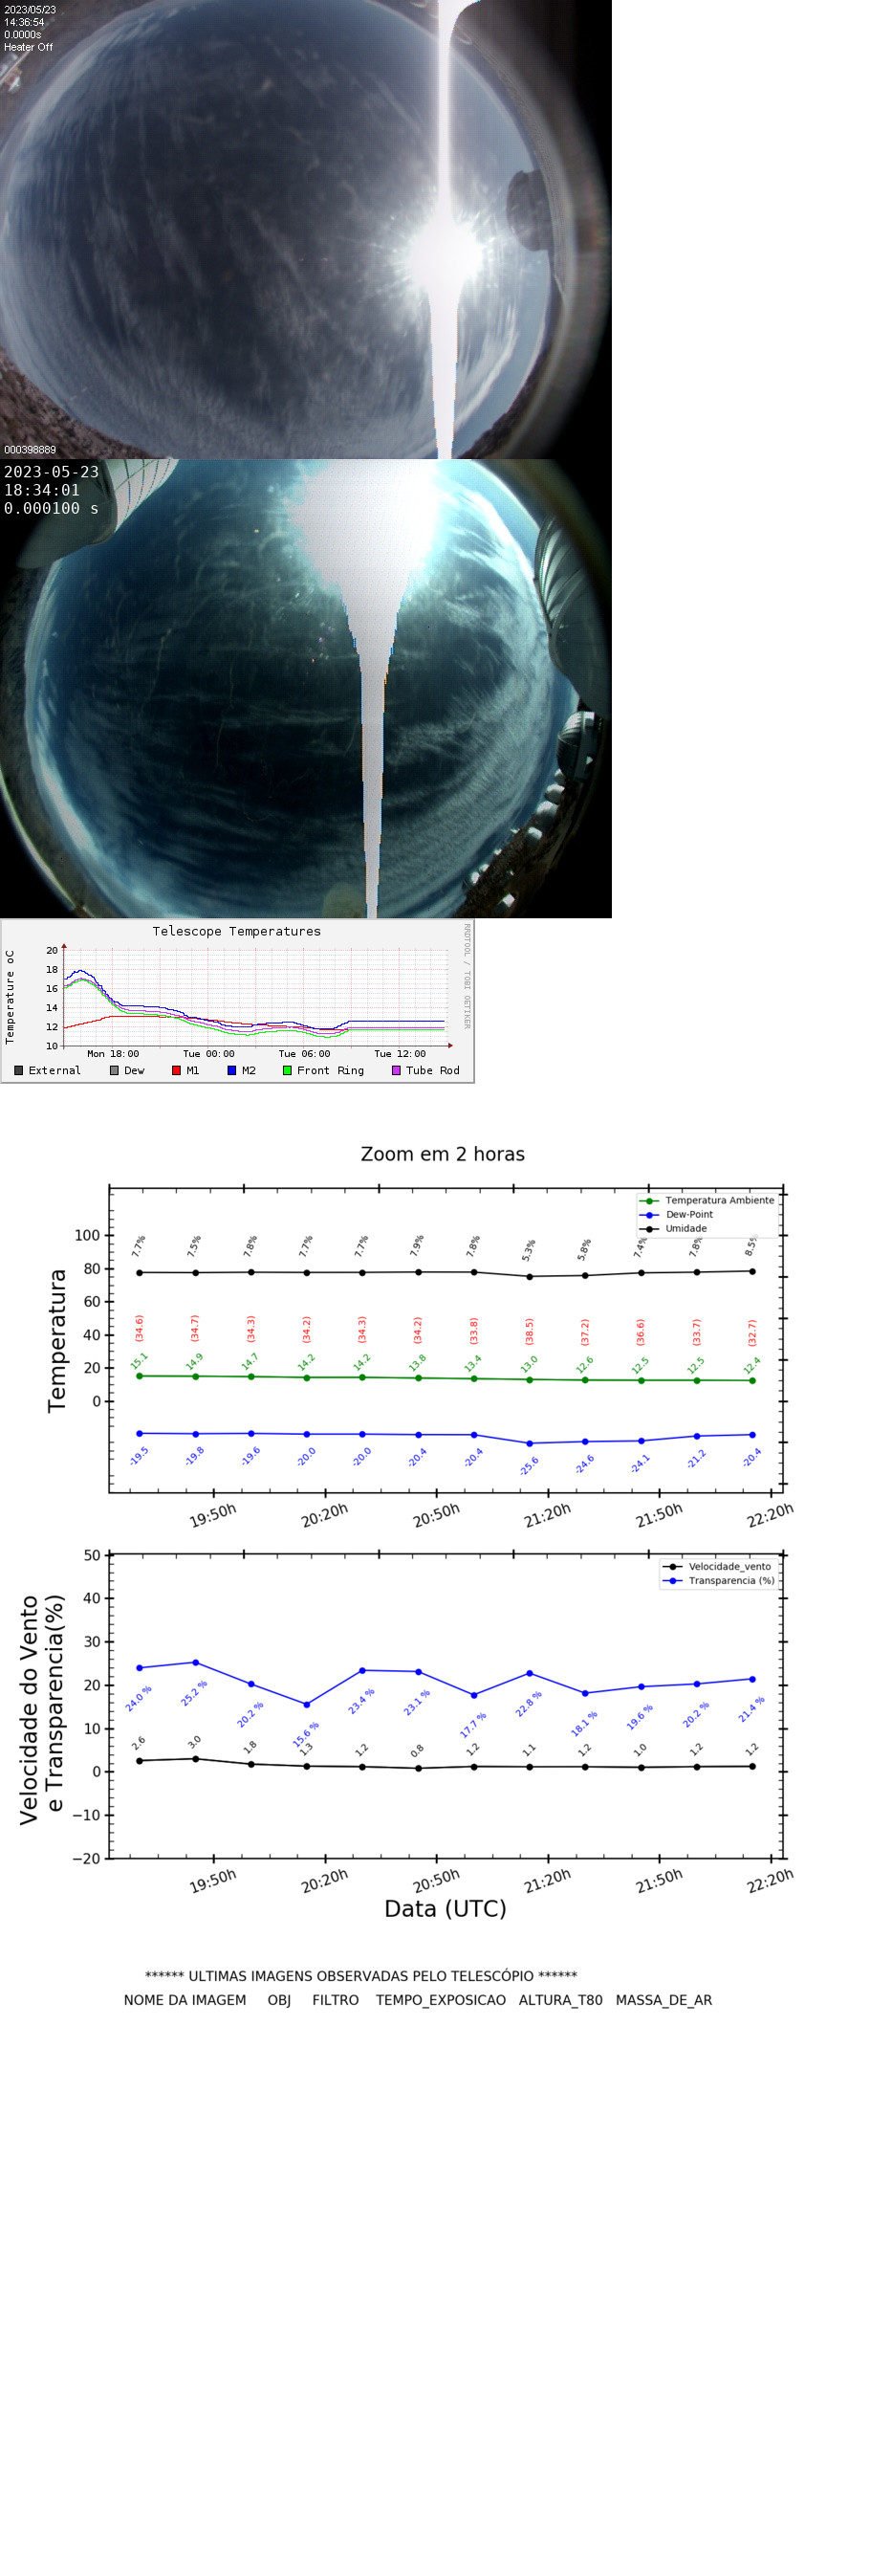 2023/05/23
14:36:54
0.0000s
Heater Off
000398889
2023-05-23
18:34:01
0.000100 s
Telescope Temperatures
RRDTOOL / TOBI OETIKER
Temperature oC
20
18
16
14
12
10
Mon 18:00 Tue 00:00 Tue 06:00 Tue 12:00
External Dew M1 M2 Front Ring Tube Rod
Zoom em 2 horas
Temperatura Ambiente
Dew-Point
Umidade
Temperatura
100
80
60
40
20
0
7.7% 7.5% 7.8% 7.7% 7.7% 7.9% 7.8% 5.3% 5.8% 7.4% 7.8% 8.5%
(34.6) (34.7) (34.3) (34.2) (34.3) (34.2) (33.8) (38.5) (37.2) (36.6) (33.7) (32.7)
15.1 14.9 14.7 14.2 14.2 13.8 13.4 13.0 12.6 12.5 12.5 12.4
-19.5 -19.8 -19.6 -20.0 -20.0 -20.4 -20.4 -25.6 -24.6 -24.1 -21.2 -20.4
19:50h 20:20h 20:50h 21:20h 21:50h 22:20h
Velocidade_vento
Transparencia (%)
Velocidade do Vento
e Transparencia(%)
50
40
30
20
10
0
−10
−20
24.0 % 25.2 % 20.2 % 15.6 % 23.4 % 23.1 % 17.7 % 22.8 % 18.1 % 19.6 % 20.2 % 21.4 %
2.6 3.0 1.8 1.3 1.2 0.8 1.2 1.1 1.2 1.0 1.2 1.2
19:50h 20:20h 20:50h 21:20h 21:50h 22:20h
Data (UTC)
****** ULTIMAS IMAGENS OBSERVADAS PELO TELESCÓPIO ******
NOME DA IMAGEM OBJ FILTRO TEMPO_EXPOSICAO ALTURA_T80 MASSA_DE_AR